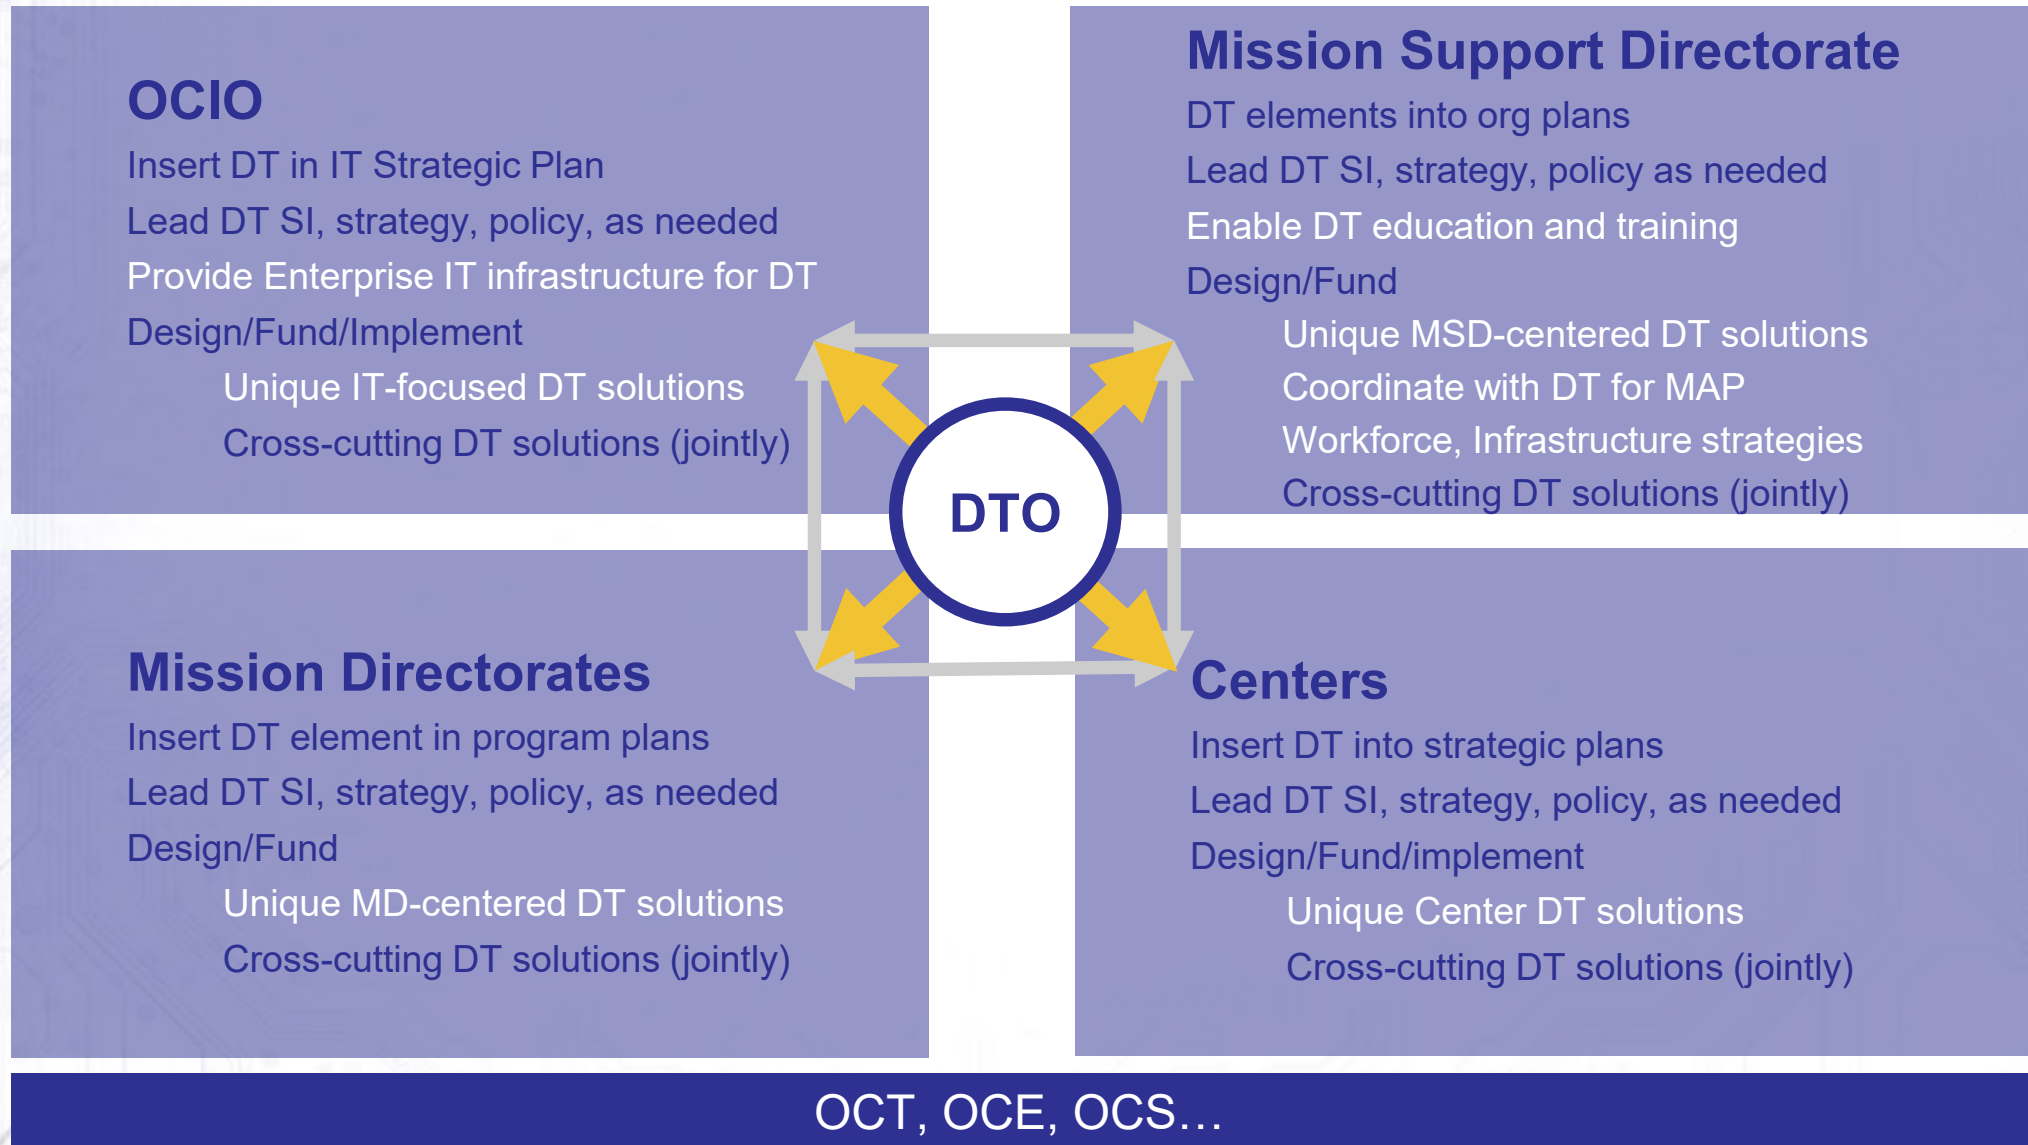 OCIO
Insert DT in IT Strategic Plan
Lead DT SI, strategy, policy, as needed
Provide Enterprise IT infrastructure for DT
Design/Fund/Implement
Unique IT-focused DT solutions
Cross-cutting DT solutions (jointly)
Mission Support Directorate
DT elements into org plans
Lead DT SI, strategy, policy as needed
Enable DT education and training
Design/Fund
Unique MSD-centered DT solutions
Coordinate with DT for MAP
Workforce, Infrastructure strategies
Cross-cutting DT solutions (jointly)
DTO
Mission Directorates
Insert DT element in program plans
Lead DT SI, strategy, policy, as needed
Design/Fund
Unique MD-centered DT solutions
Cross-cutting DT solutions (jointly)
Centers
Insert DT into strategic plans
Lead DT SI, strategy, policy, as needed
Design/Fund/implement
Unique Center DT solutions
Cross-cutting DT solutions (jointly)
OCT, OCE, OCS…